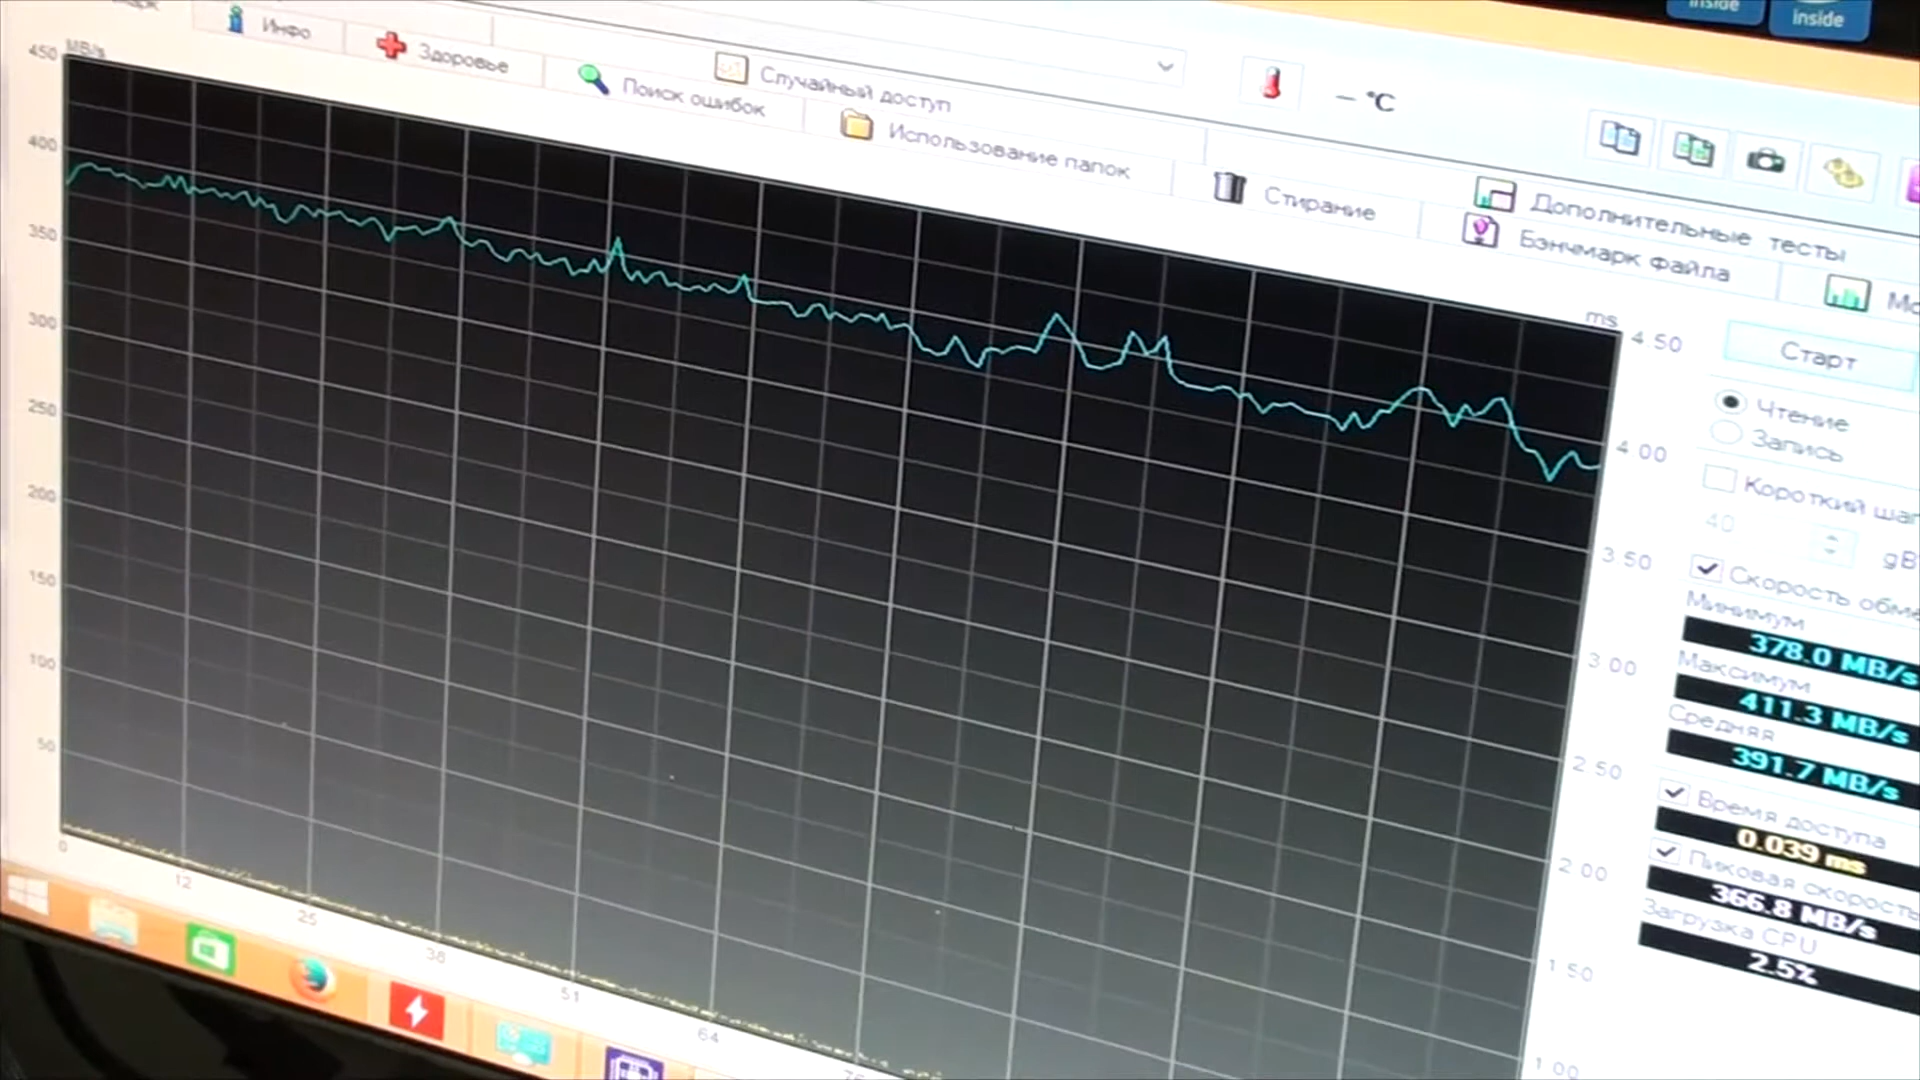 inside
inside
Инфо
Здоровье
Поиск ошибок
Случайный доступ
Использование папок
Стирание
Дополнительные тесты
Бэнчмарк файла
– °C
MB/s
450
400
350
300
250
200
150
100
50
0
12
25
38
51
64
ms
4.50
4.00
3.50
3.00
2.50
2.00
1.50
1.00
Старт
Чтение
Запись
Короткий шаг
40
gB
Скорость обме
Минимум
378.0 MB/s
Максимум
411.3 MB/s
Средняя
391.7 MB/s
Время доступа
0.039 ms
Пиковая скорость
366.8 MB/s
Загрузка CPU
2.5%